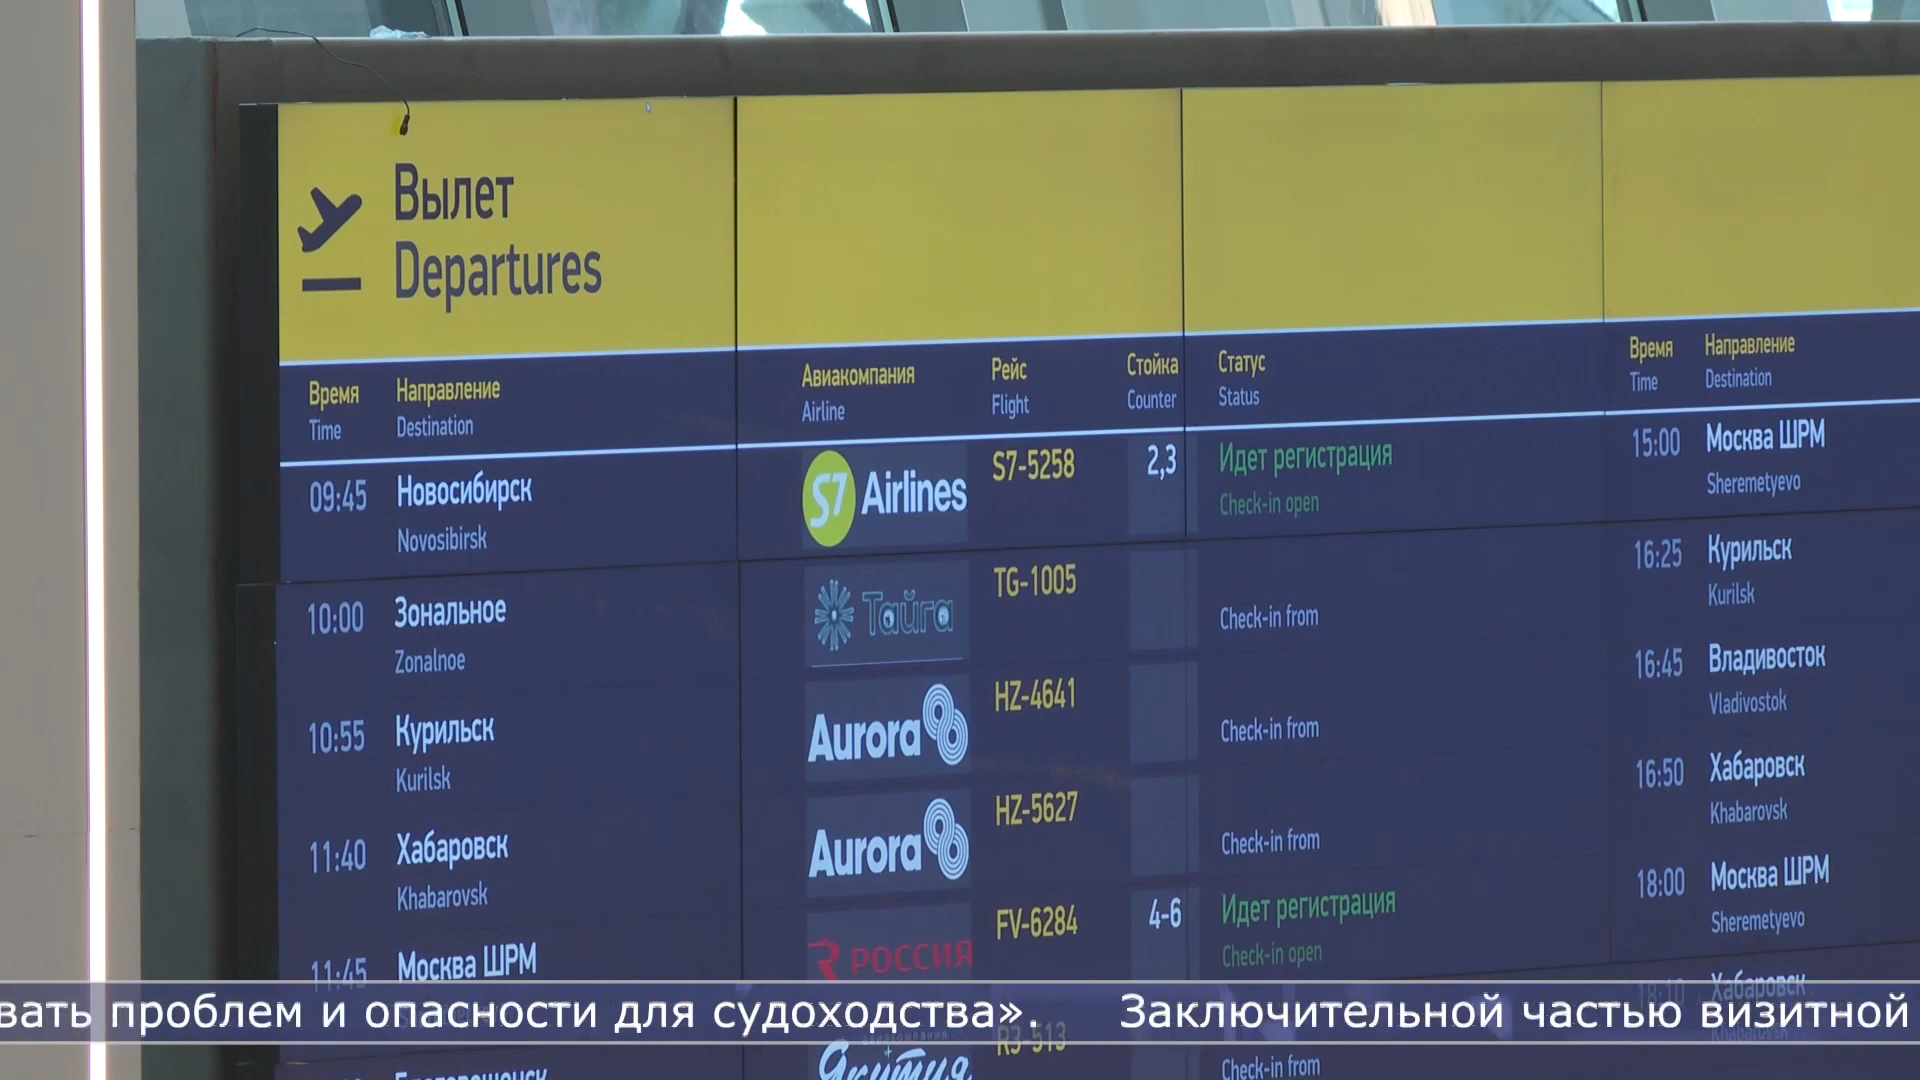 Вылет
Departures
Время Направление Авиакомпания Рейс Стойка Статус Время Направление
Time Destination Airline Flight Counter Status Time Destination
09:45 Новосибирск S7 Airlines S7-5258 2,3 Идет регистрация 15:00 Москва ШРМ
Novosibirsk Check-in open Sheremetyevo
10:00 Зональное Тайга TG-1005 Check-in from 16:25 Курильск
Zonalnoe Kurilsk
10:55 Курильск Aurora HZ-4641 Check-in from 16:45 Владивосток
Kurilsk Vladivostok
11:40 Хабаровск Aurora HZ-5627 Check-in from 16:50 Хабаровск
Khabarovsk Khabarovsk
11:45 Москва ШРМ РОССИЯ FV-6284 4-6 Идет регистрация 18:00 Москва ШРМ
Check-in open Sheremetyevo
18:10 Хабаровск
вать проблем и опасности для судоходства». Заключительной частью визитной
Якутия R3-513 Check-in from